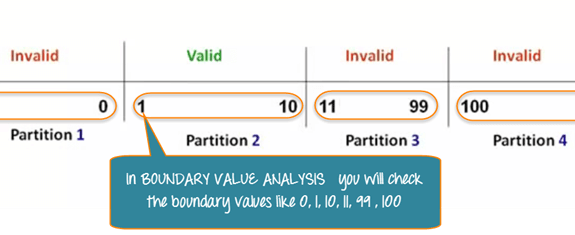 Invalid Valid Invalid Invalid
0 1 10 11 99 100
Partition 1 Partition 2 Partition 3 Partition 4
In BOUNDARY VALUE ANALYSIS you will check
the boundary values like 0, 1, 10, 11, 99 , 100